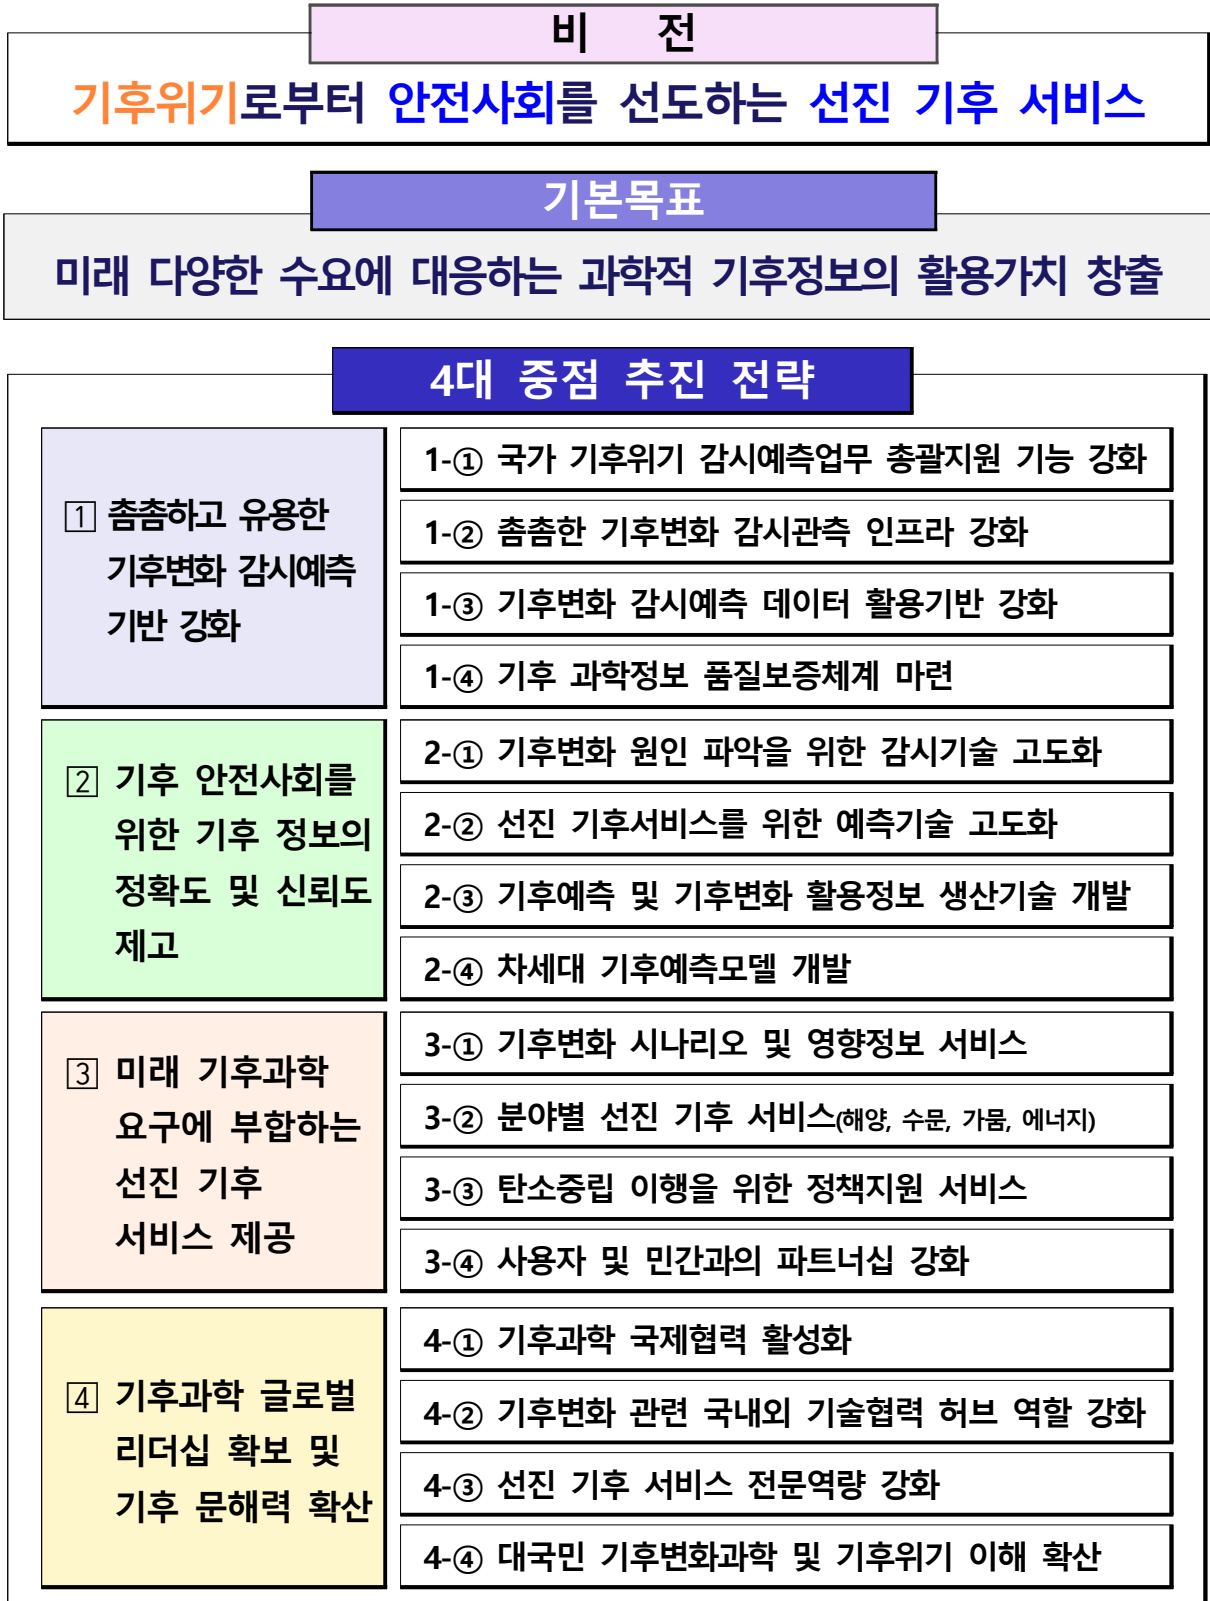 비 전
기후위기로부터 안전사회를 선도하는 선진 기후 서비스
기본목표
미래 다양한 수요에 대응하는 과학적 기후정보의 활용가치 창출
4대 중점 추진 전략
1 촘촘하고 유용한
기후변화 감시예측
기반 강화
1-① 국가 기후위기 감시예측업무 총괄지원 기능 강화
1-② 촘촘한 기후변화 감시관측 인프라 강화
1-③ 기후변화 감시예측 데이터 활용기반 강화
1-④ 기후 과학정보 품질보증체계 마련
2 기후 안전사회를
위한 기후 정보의
정확도 및 신뢰도
제고
2-① 기후변화 원인 파악을 위한 감시기술 고도화
2-② 선진 기후서비스를 위한 예측기술 고도화
2-③ 기후예측 및 기후변화 활용정보 생산기술 개발
2-④ 차세대 기후예측모델 개발
3 미래 기후과학
요구에 부합하는
선진 기후
서비스 제공
3-① 기후변화 시나리오 및 영향정보 서비스
3-② 분야별 선진 기후 서비스(해양, 수문, 가뭄, 에너지)
3-③ 탄소중립 이행을 위한 정책지원 서비스
3-④ 사용자 및 민간과의 파트너십 강화
4 기후과학 글로벌
리더십 확보 및
기후 문해력 확산
4-① 기후과학 국제협력 활성화
4-② 기후변화 관련 국내외 기술협력 허브 역할 강화
4-③ 선진 기후 서비스 전문역량 강화
4-④ 대국민 기후변화과학 및 기후위기 이해 확산